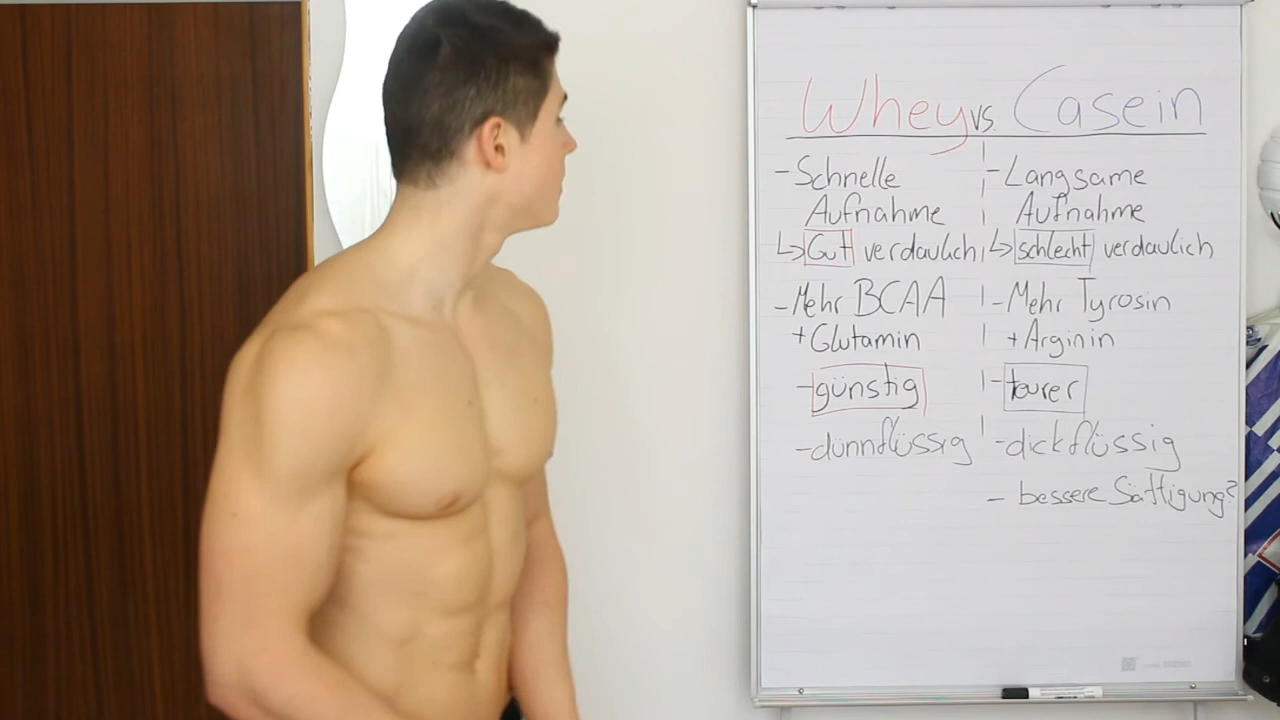 Whey vs. Casein
- Schnelle
Aufnahme
↳ Gut verdaulich
- Mehr BCAA
+ Glutamin
- günstig
- dünnflüssig
- Langsame
Aufnahme
↳ schlecht verdaulich
- Mehr Tyrosin
+ Arginin
- teurer
- dickflüssig
- bessere Sättigung?